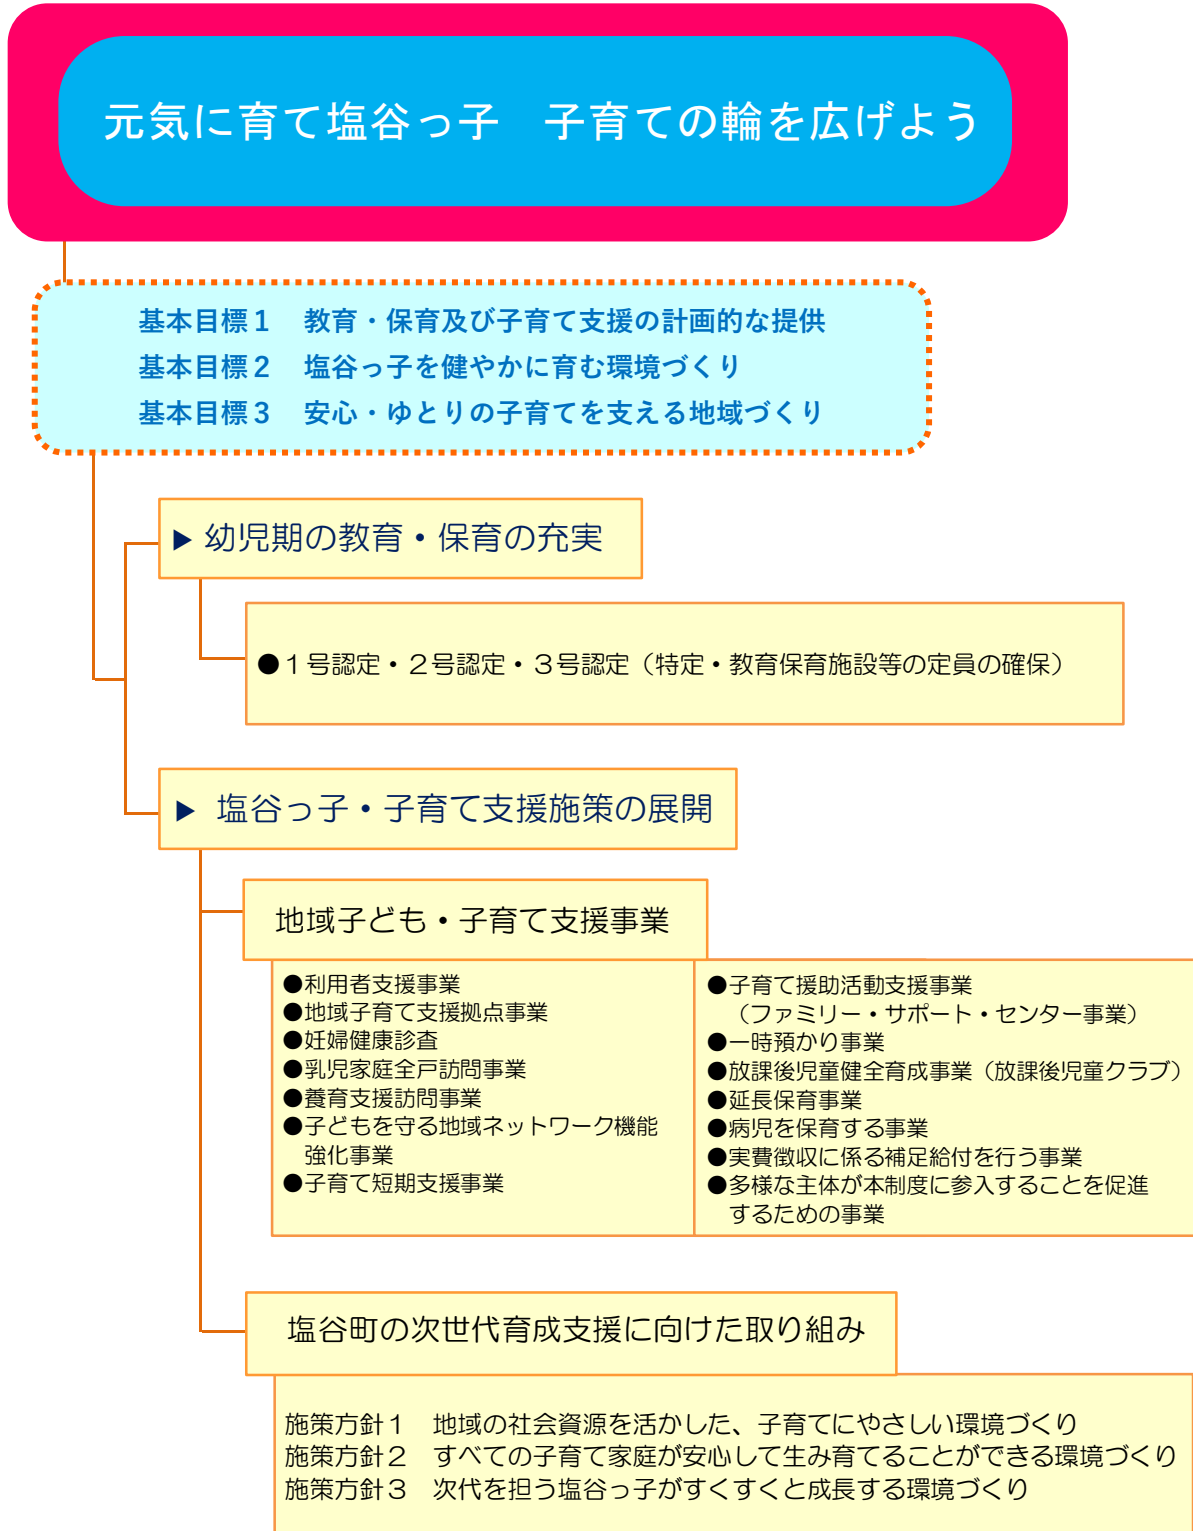 元気に育て塩谷っ子　子育ての輪を広げよう
基本目標１　教育・保育及び子育て支援の計画的な提供
基本目標２　塩谷っ子を健やかに育む環境づくり
基本目標３　安心・ゆとりの子育てを支える地域づくり
▶ 幼児期の教育・保育の充実
●１号認定・２号認定・３号認定（特定・教育保育施設等の定員の確保）
▶ 塩谷っ子・子育て支援施策の展開
地域子ども・子育て支援事業
●利用者支援事業
●地域子育て支援拠点事業
●妊婦健康診査
●乳児家庭全戸訪問事業
●養育支援訪問事業
●子どもを守る地域ネットワーク機能
強化事業
●子育て短期支援事業
●子育て援助活動支援事業
（ファミリー・サポート・センター事業）
●一時預かり事業
●放課後児童健全育成事業（放課後児童クラブ）
●延長保育事業
●病児を保育する事業
●実費徴収に係る補足給付を行う事業
●多様な主体が本制度に参入することを促進
するための事業
塩谷町の次世代育成支援に向けた取り組み
施策方針１　地域の社会資源を活かした、子育てにやさしい環境づくり
施策方針２　すべての子育て家庭が安心して生み育てることができる環境づくり
施策方針３　次代を担う塩谷っ子がすくすくと成長する環境づくり